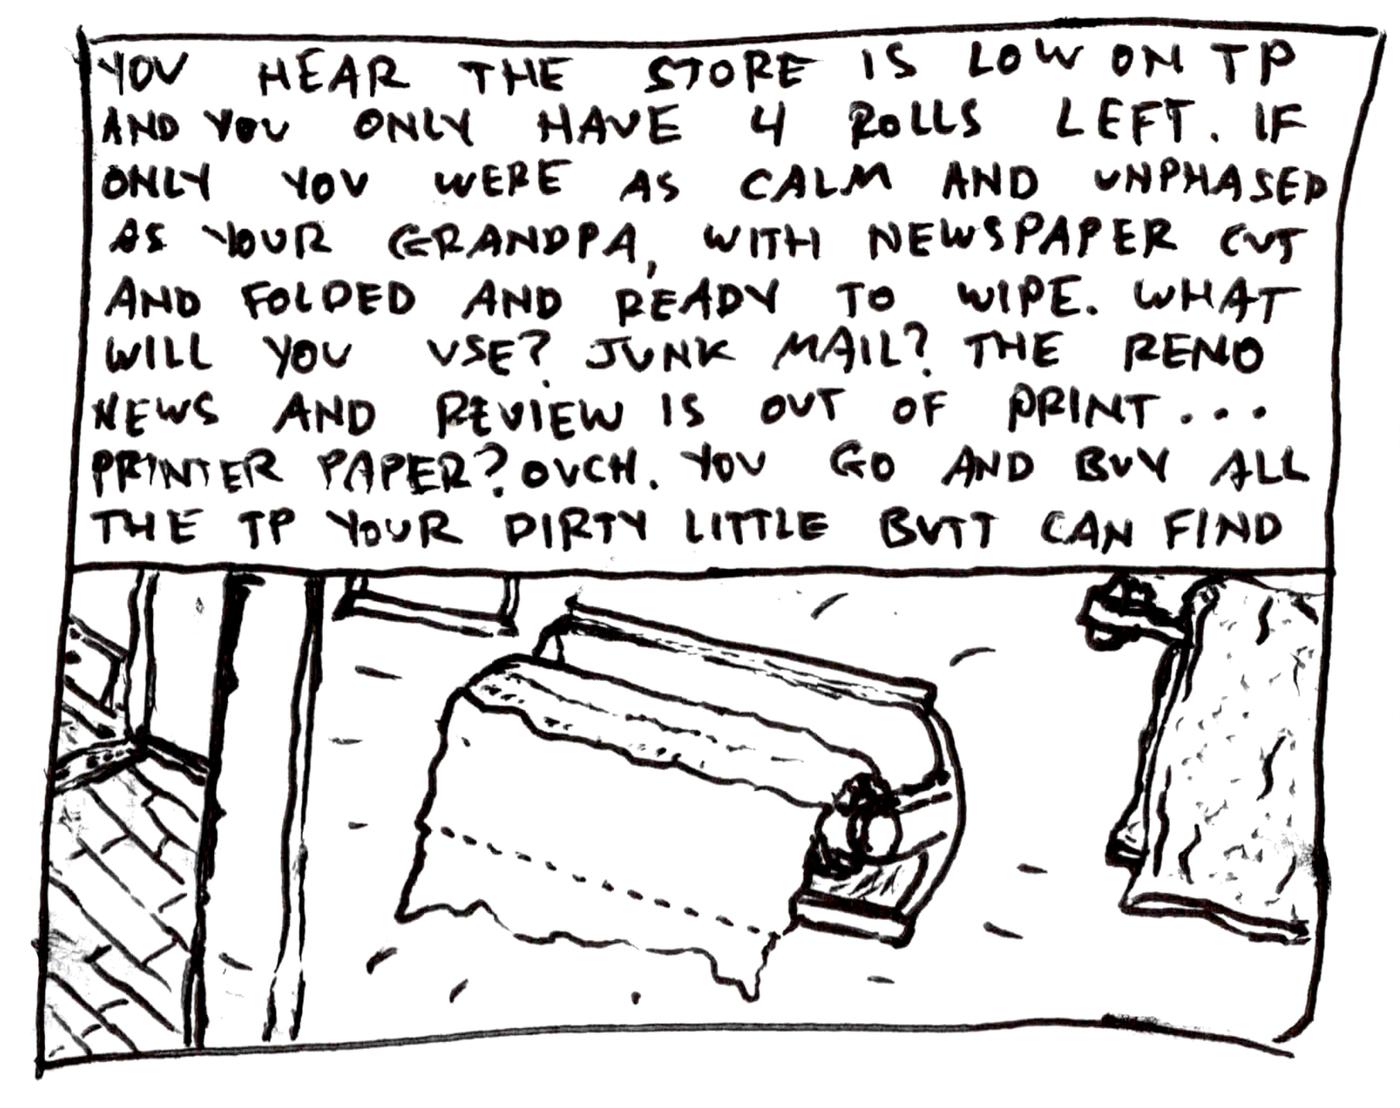 YOU HEAR THE STORE IS LOW ON TP
AND YOU ONLY HAVE 4 ROLLS LEFT. IF
ONLY YOU WERE AS CALM AND UNPHASED
AS YOUR GRANDPA, WITH NEWSPAPER CUT
AND FOLDED AND READY TO WIPE. WHAT
WILL YOU USE? JUNK MAIL? THE RENO
NEWS AND REVIEW IS OUT OF PRINT...
PRINTER PAPER? OUCH. YOU GO AND BUY ALL
THE TP YOUR DIRTY LITTLE BUTT CAN FIND